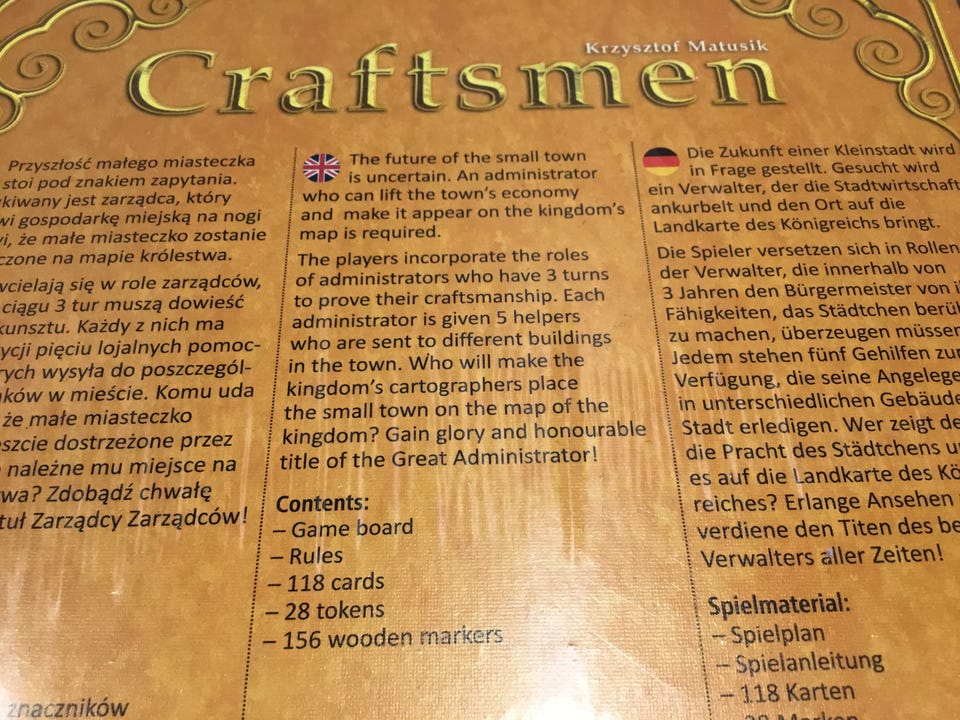 Krzysztof Matusik
Craftsmen
Przyszłość małego miasteczka
stoi pod znakiem zapytania.
jest zarządca, który
gospodarkę miejską na nogi
że małe miasteczko zostanie
na mapie królestwa.
się w role zarządców,
ciągu 3 tur muszą dowieść
kunsztu. Każdy z nich ma
pięciu lojalnych pomoc-
wysyła do poszczegól-
w mieście. Komu uda
że małe miasteczko
dostrzeżone przez
należne mu miejsce na
Zdobądź chwałę
Zarządcy Zarządców!
znaczników
The future of the small town
is uncertain. An administrator
who can lift the town's economy
and make it appear on the kingdom's
map is required.
The players incorporate the roles
of administrators who have 3 turns
to prove their craftsmanship. Each
administrator is given 5 helpers
who are sent to different buildings
in the town. Who will make the
kingdom's cartographers place
the small town on the map of the
kingdom? Gain glory and honourable
title of the Great Administrator!
Contents:
– Game board
– Rules
– 118 cards
– 28 tokens
– 156 wooden markers
Die Zukunft einer Kleinstadt wird
in Frage gestellt. Gesucht wird
ein Verwalter, der die Stadtwirtschaft
ankurbelt und den Ort auf die
Landkarte des Königreichs bringt.
Die Spieler versetzen sich in Rollen
der Verwalter, die innerhalb von
3 Jahren den Bürgermeister von
Fähigkeiten, das Städtchen
zu machen, überzeugen müssen
Jedem stehen fünf Gehilfen
Verfügung, die seine
in unterschiedlichen
Stadt erledigen. Wer zeigt
die Pracht des Städtchens
es auf die Landkarte des
reiches? Erlange Ansehen
verdiene den Titen des
Verwalters aller Zeiten!
Spielmaterial:
– Spielplan
– Spielanleitung
– 118 Karten